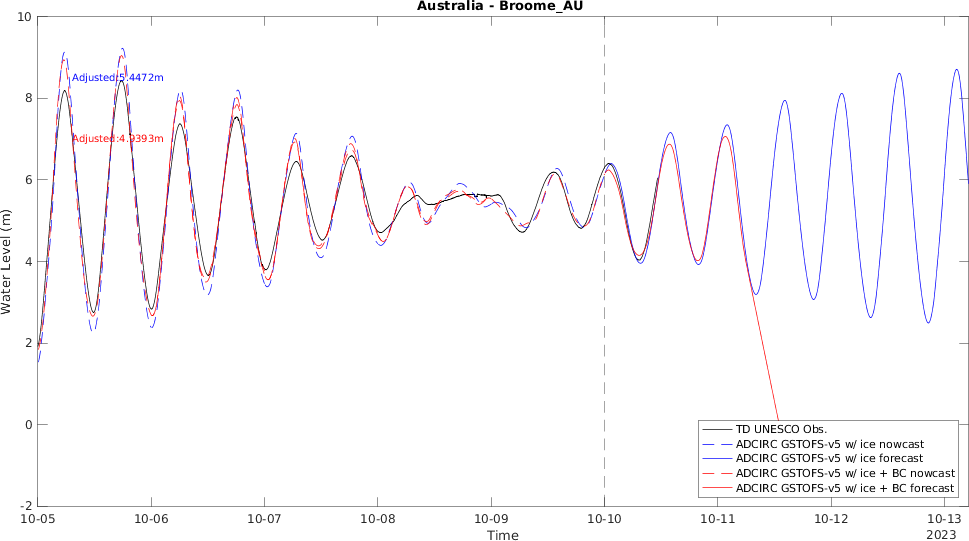 Australia - Broome_AU
10
8
6
4
2
0
-2
Water Level (m)
Adjusted:5.4472m
Adjusted:4.9393m
TD UNESCO Obs.
ADCIRC GSTOFS-v5 w/ ice nowcast
ADCIRC GSTOFS-v5 w/ ice forecast
ADCIRC GSTOFS-v5 w/ ice + BC nowcast
ADCIRC GSTOFS-v5 w/ ice + BC forecast
10-05 10-06 10-07 10-08 10-09 10-10 10-11 10-12 10-13
2023
Time